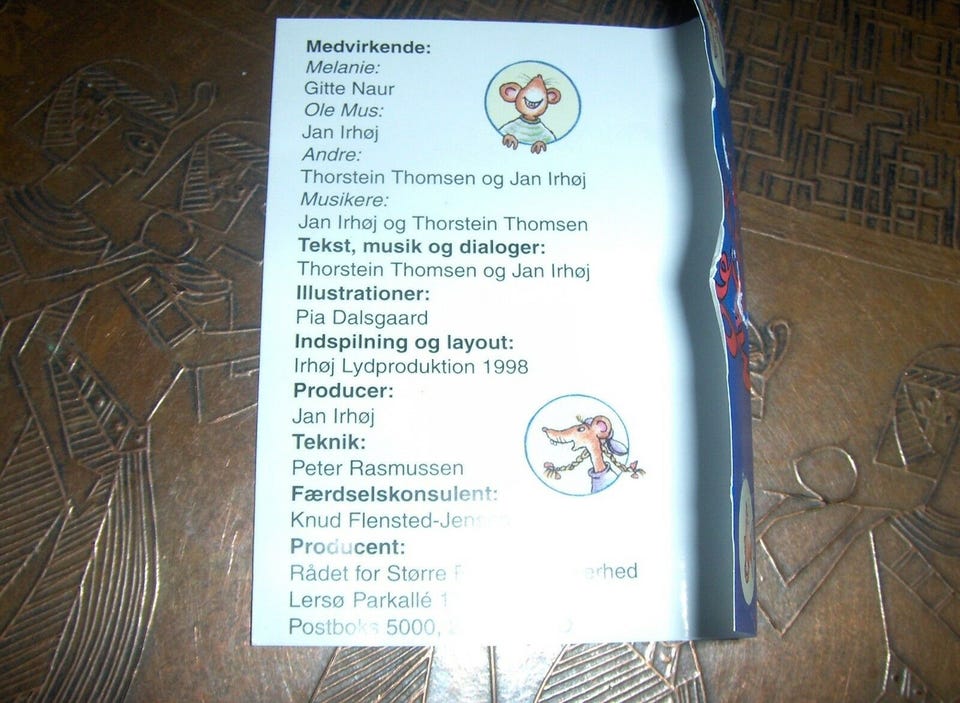 Medvirkende:
Melanie:
Gitte Naur
Ole Mus:
Jan Irhøj
Andre:
Thorstein Thomsen og Jan Irhøj
Musikere:
Jan Irhøj og Thorstein Thomsen
Tekst, musik og dialoger:
Thorstein Thomsen og Jan Irhøj
Illustrationer:
Pia Dalsgaard
Indspilning og layout:
Irhøj Lydproduktion 1998
Producer:
Jan Irhøj
Teknik:
Peter Rasmussen
Færdselskonsulent:
Knud Flensted-Jensen
Producent:
Rådet for Større
Lersø Parkallé
Postboks 5000,